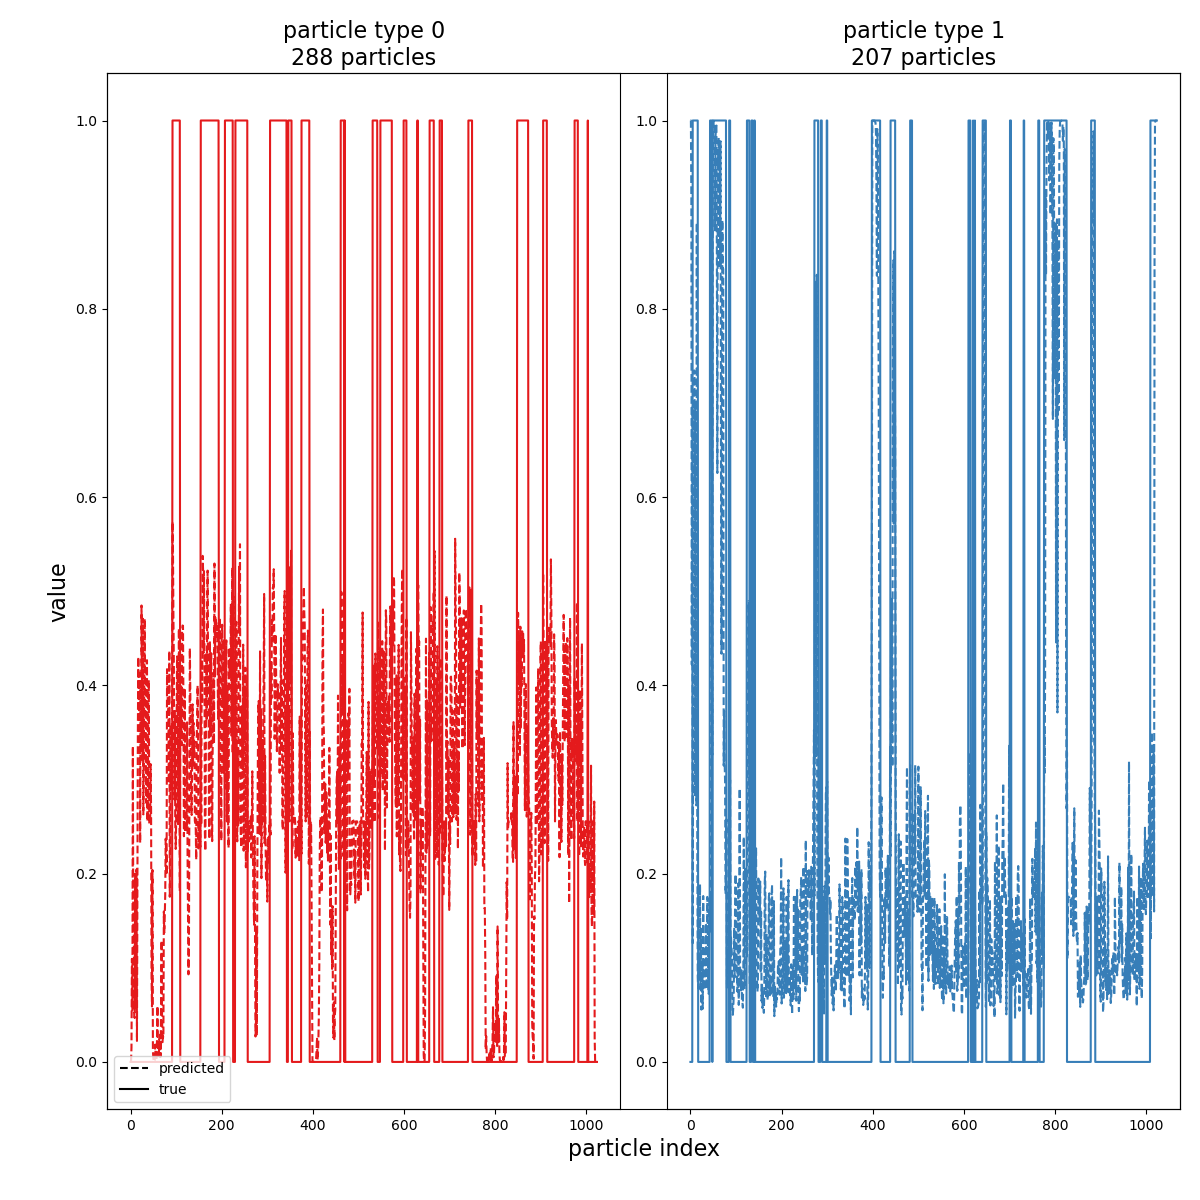 particle type 0
288 particles
particle type 1
207 particles
1.0
0.8
0.6
0.4
0.2
0.0
1.0
0.8
0.6
0.4
0.2
0.0
value
predicted
true
0 200 400 600 800 1000
0 200 400 600 800 1000
particle index